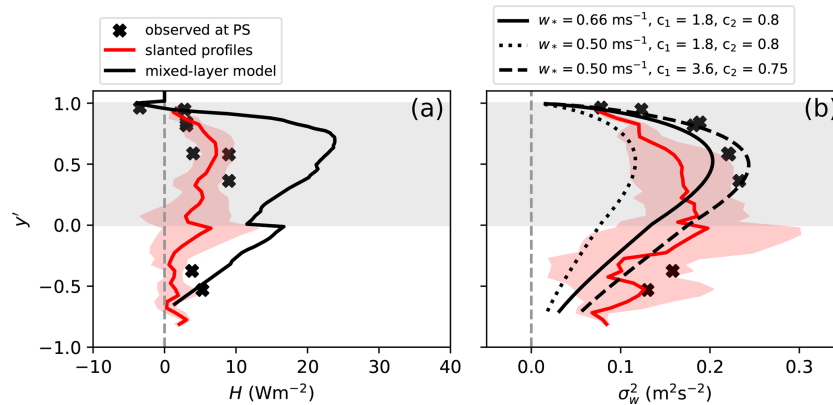 observed at PS
slanted profiles
mixed-layer model
w* = 0.66 ms⁻¹, c₁ = 1.8, c₂ = 0.8
w* = 0.50 ms⁻¹, c₁ = 1.8, c₂ = 0.8
w* = 0.50 ms⁻¹, c₁ = 3.6, c₂ = 0.75
(a)
(b)
1.0
0.5
0.0
−0.5
−1.0
y′
−10 0 10 20 30 40
0.0 0.1 0.2 0.3
H (Wm⁻²)
σ²w (m²s⁻²)